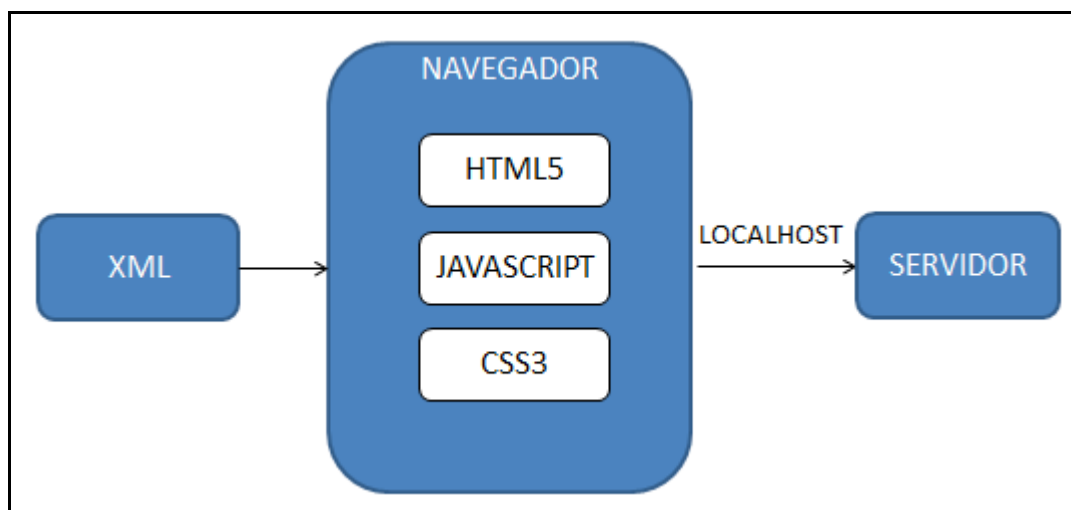 NAVEGADOR
HTML5
LOCALHOST
XML
JAVASCRIPT
SERVIDOR
CSS3